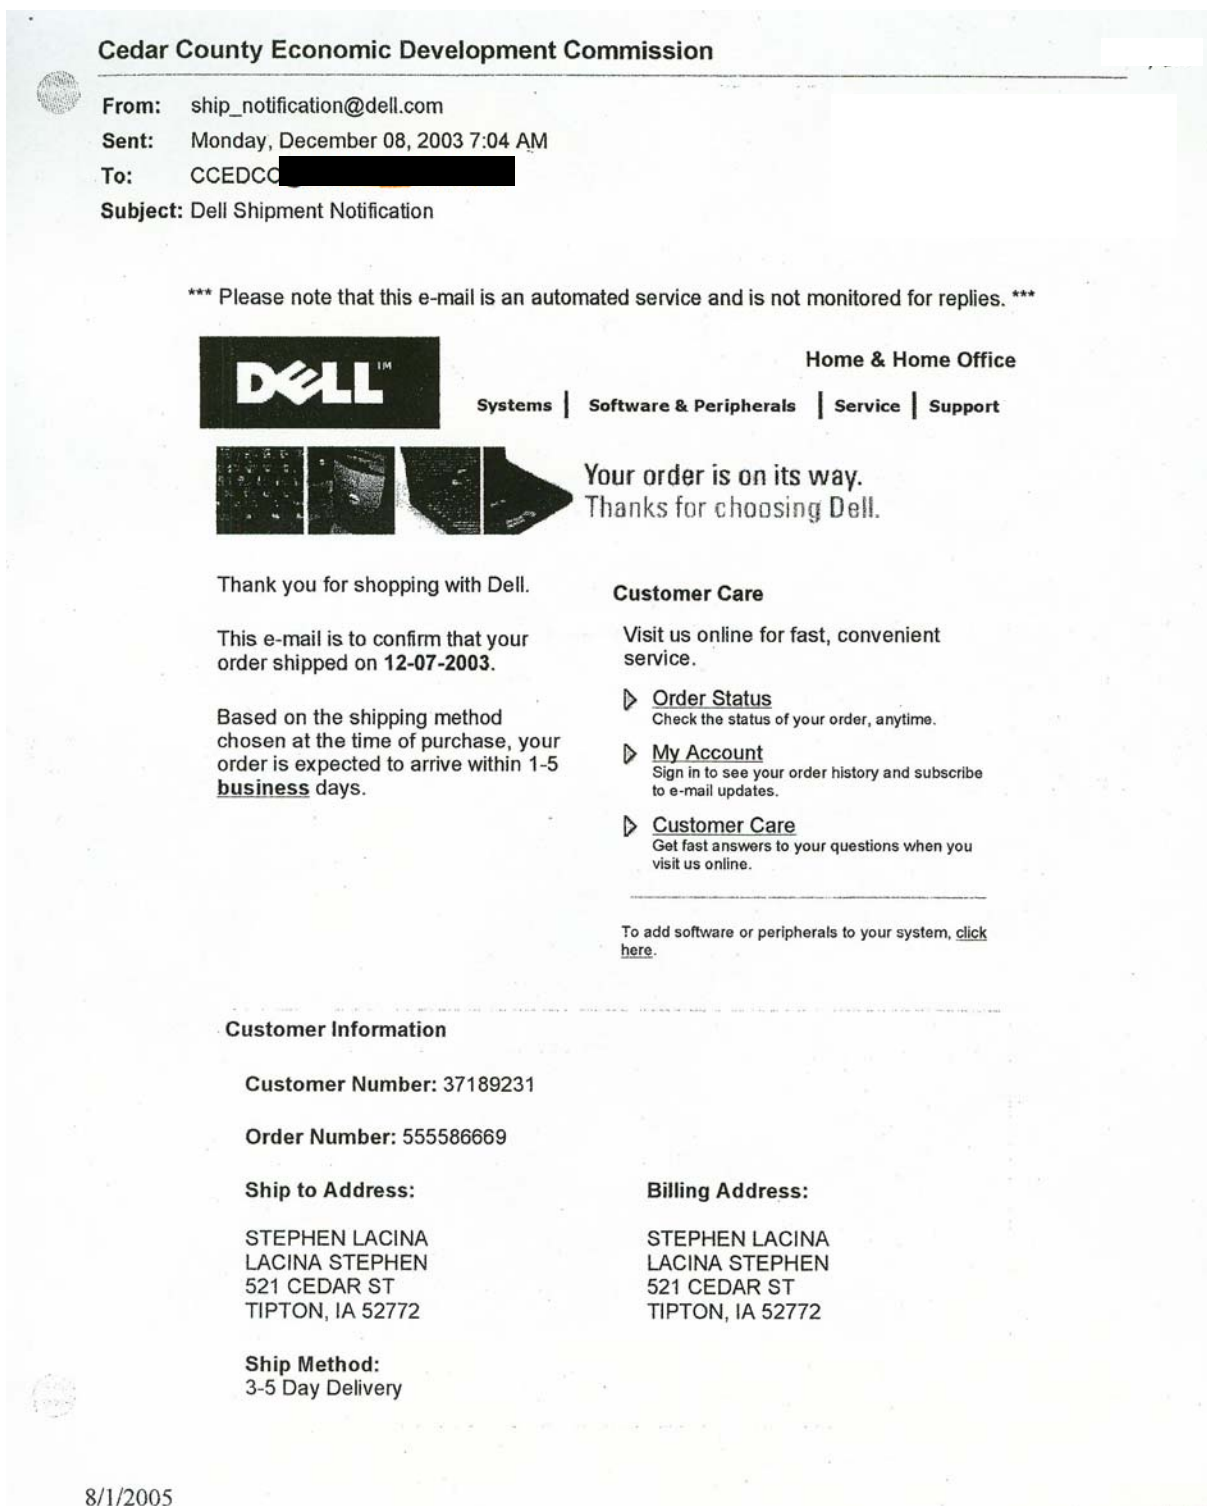 Cedar County Economic Development Commission
From: ship_notification@dell.com
Sent: Monday, December 08, 2003 7:04 AM
To: CCEDCO
Subject: Dell Shipment Notification
*** Please note that this e-mail is an automated service and is not monitored for replies. ***
DELL™
Home & Home Office
Systems | Software & Peripherals | Service | Support
Your order is on its way.
Thanks for choosing Dell.
Thank you for shopping with Dell.
This e-mail is to confirm that your
order shipped on 12-07-2003.
Based on the shipping method
chosen at the time of purchase, your
order is expected to arrive within 1-5
business days.
Customer Care
Visit us online for fast, convenient
service.
Order Status
Check the status of your order, anytime.
My Account
Sign in to see your order history and subscribe
to e-mail updates.
Customer Care
Get fast answers to your questions when you
visit us online.
To add software or peripherals to your system, click
here.
Customer Information
Customer Number: 37189231
Order Number: 555586669
Ship to Address:
STEPHEN LACINA
LACINA STEPHEN
521 CEDAR ST
TIPTON, IA 52772
Billing Address:
STEPHEN LACINA
LACINA STEPHEN
521 CEDAR ST
TIPTON, IA 52772
Ship Method:
3-5 Day Delivery
8/1/2005